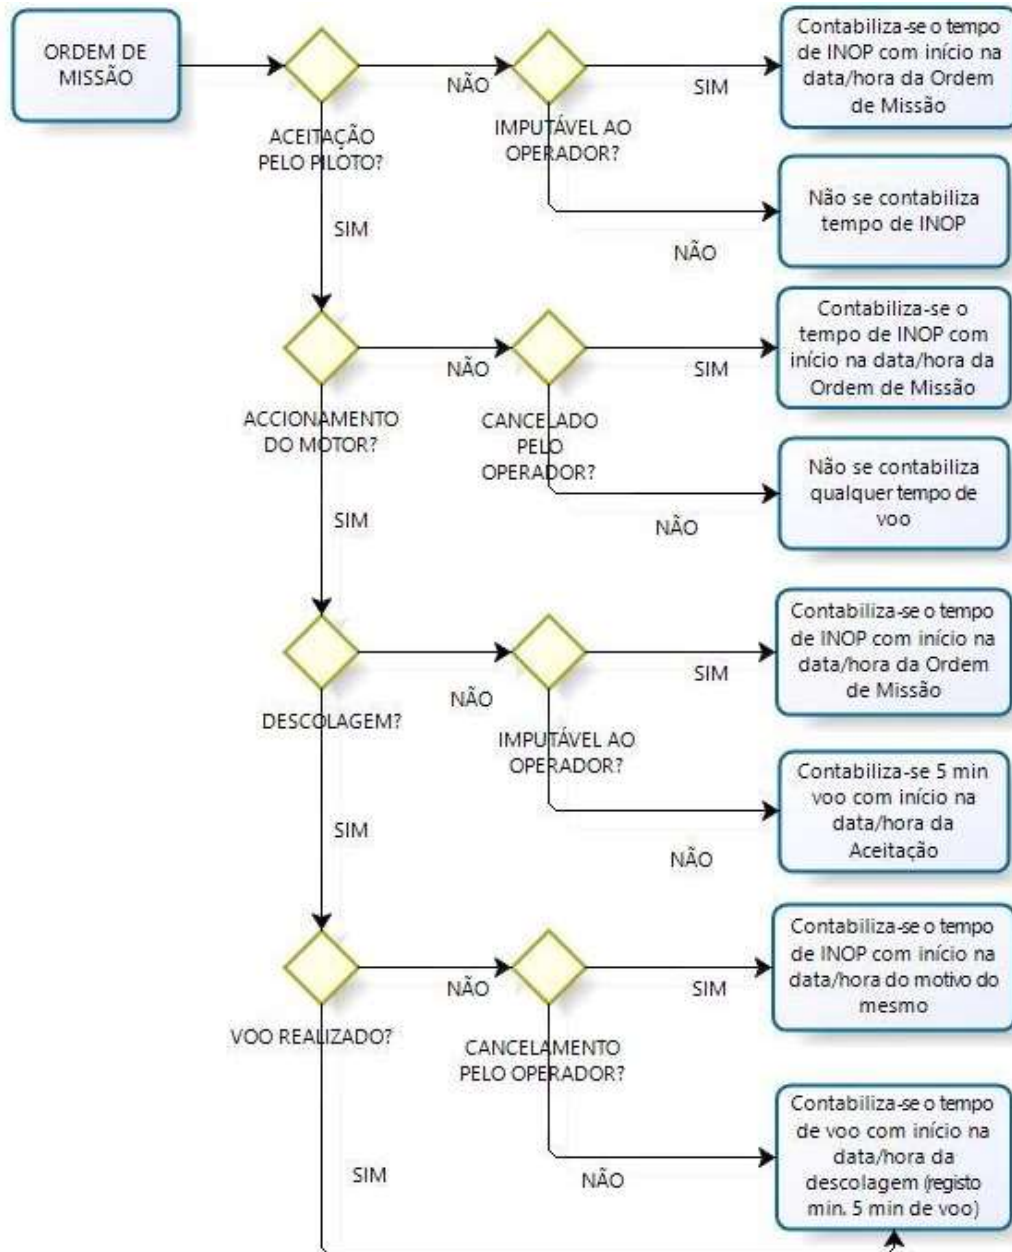 ORDEM DE
MISSÃO
NÃO
SIM
Contabiliza-se o tempo
de INOP com início na
data/hora da Ordem
de Missão
ACEITAÇÃO
PELO PILOTO?
IMPUTÁVEL AO
OPERADOR?
SIM
NÃO
Não se contabiliza
tempo de INOP
NÃO
SIM
Contabiliza-se o
tempo de INOP com
início na data/hora da
Ordem de Missão
ACCIONAMENTO
DO MOTOR?
CANCELADO
PELO
OPERADOR?
SIM
NÃO
Não se contabiliza
qualquer tempo de
voo
NÃO
SIM
Contabiliza-se o tempo
de INOP com início na
data/hora da Ordem
de Missão
DESCOLAGEM?
IMPUTÁVEL AO
OPERADOR?
SIM
NÃO
Contabiliza-se 5 min
voo com início na
data/hora da
Aceitação
NÃO
SIM
Contabiliza-se o tempo
de INOP com início na
data/hora do motivo do
mesmo
VOO REALIZADO?
CANCELAMENTO
PELO OPERADOR?
SIM
NÃO
Contabiliza-se o tempo
de voo com início na
data/hora da
descolagem (registo
min. 5 min de voo)